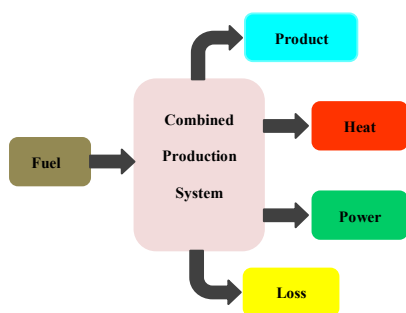 Product
Combined
Production
System
Heat
Fuel
Power
Loss